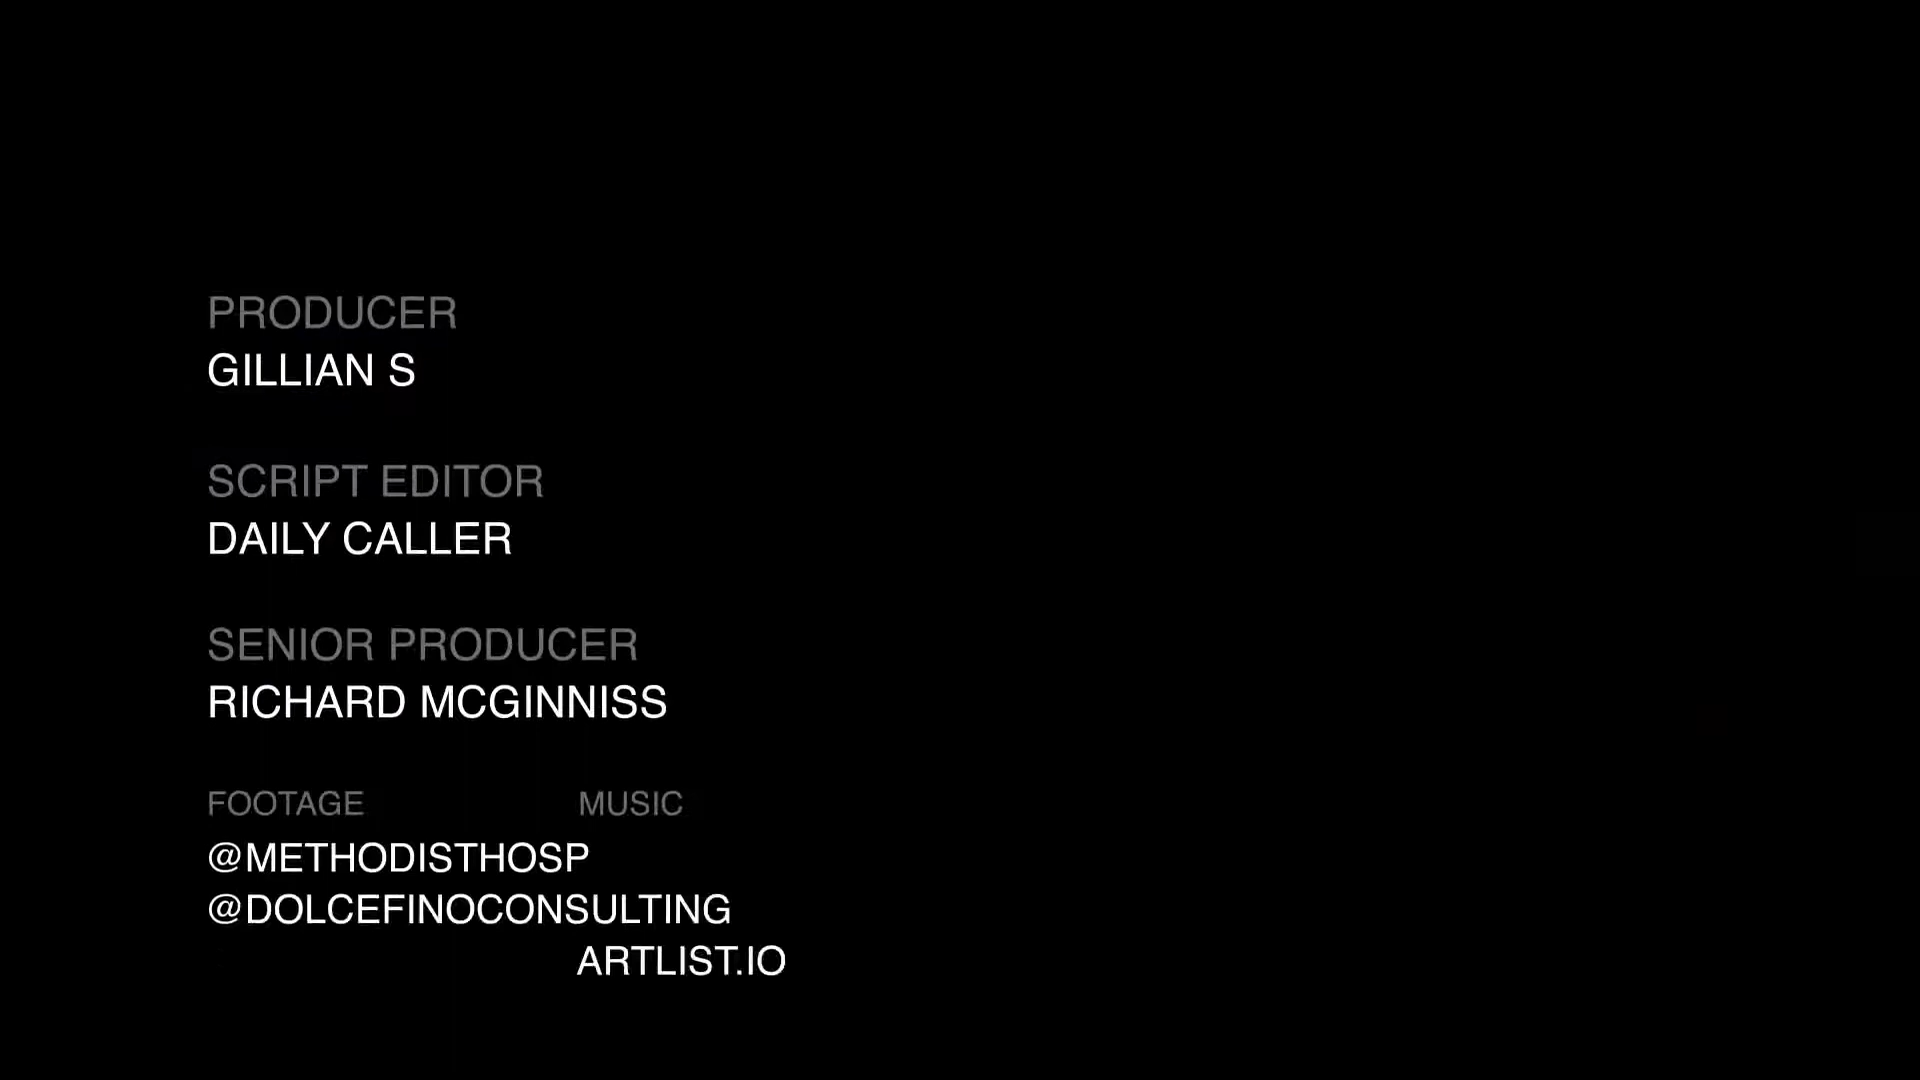 PRODUCER
GILLIAN S
SCRIPT EDITOR
DAILY CALLER
SENIOR PRODUCER
RICHARD MCGINNISS
FOOTAGE MUSIC
@METHODISTHOSP
@DOLCEFINOCONSULTING
ARTLIST.IO